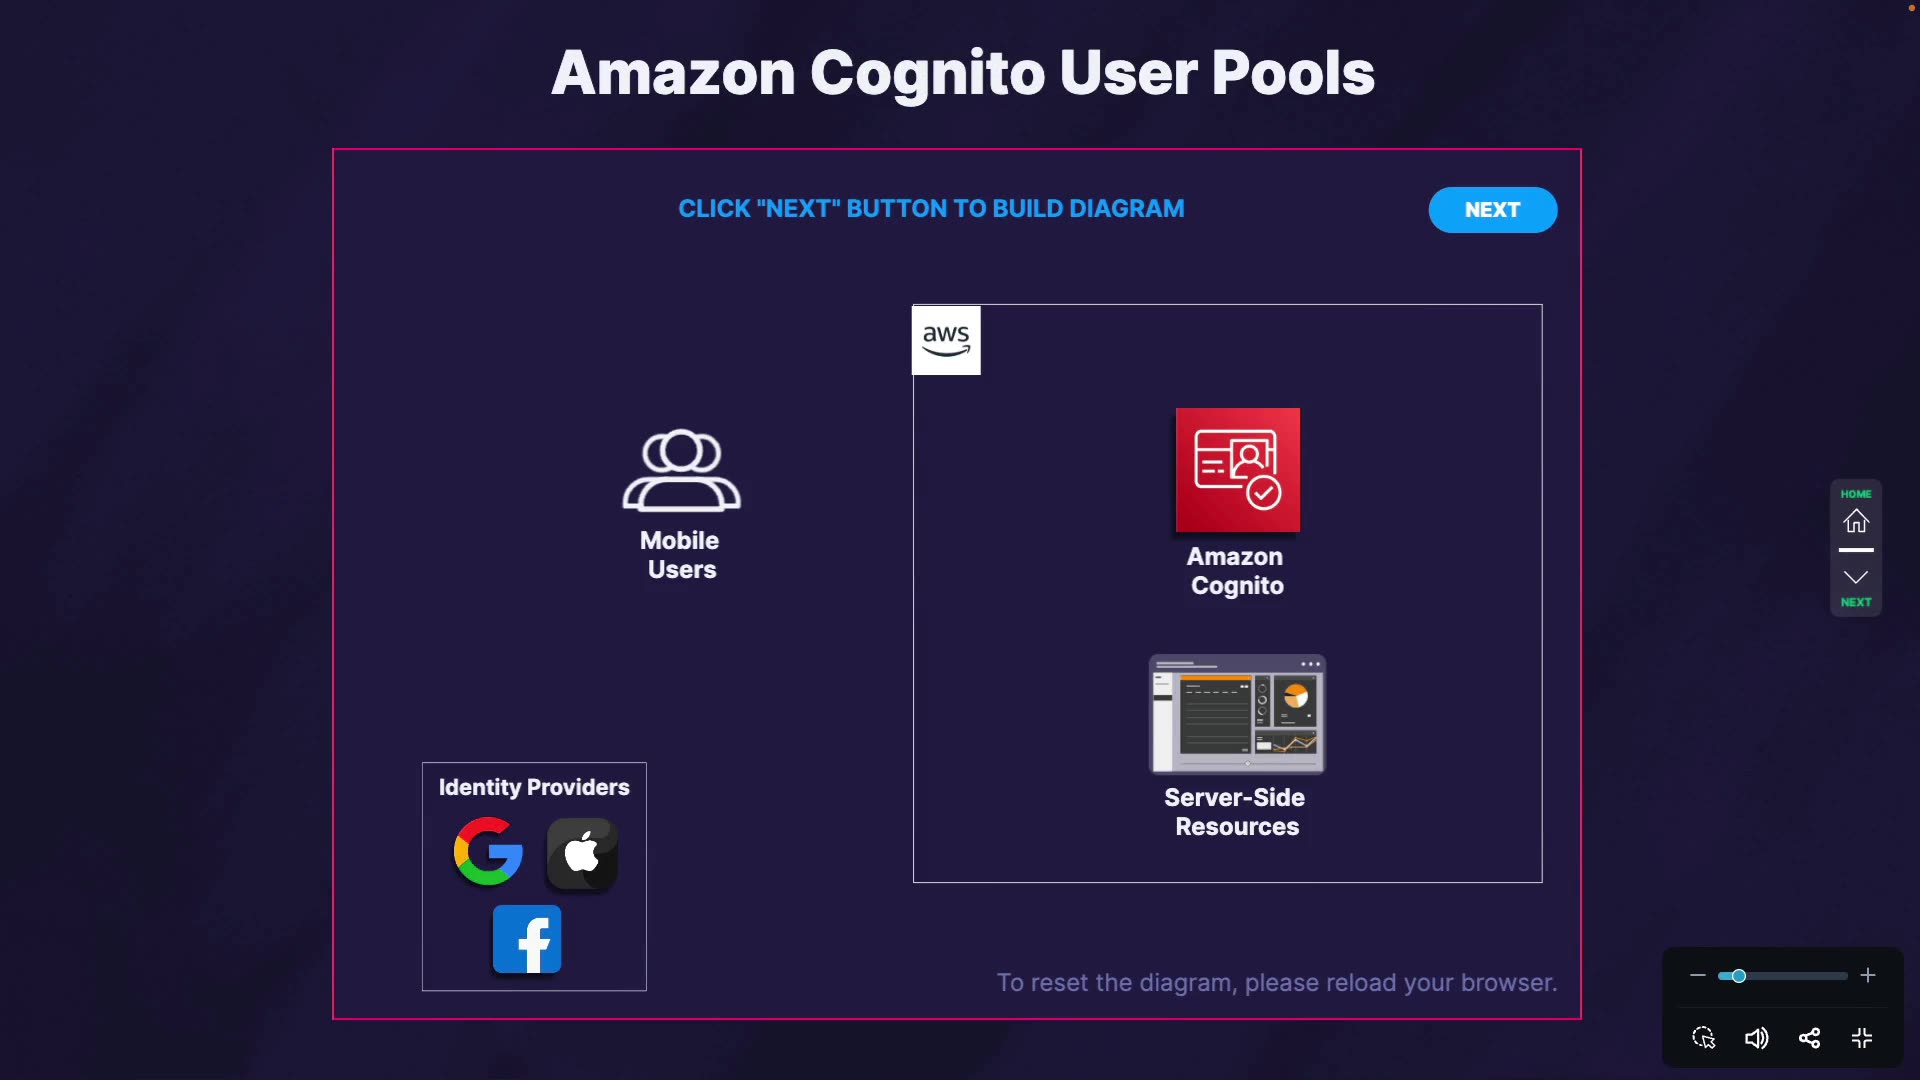 Amazon Cognito User Pools
CLICK "NEXT" BUTTON TO BUILD DIAGRAM
NEXT
aws
Mobile
Users
Amazon
Cognito
HOME
NEXT
Server-Side
Resources
Identity Providers
To reset the diagram, please reload your browser.